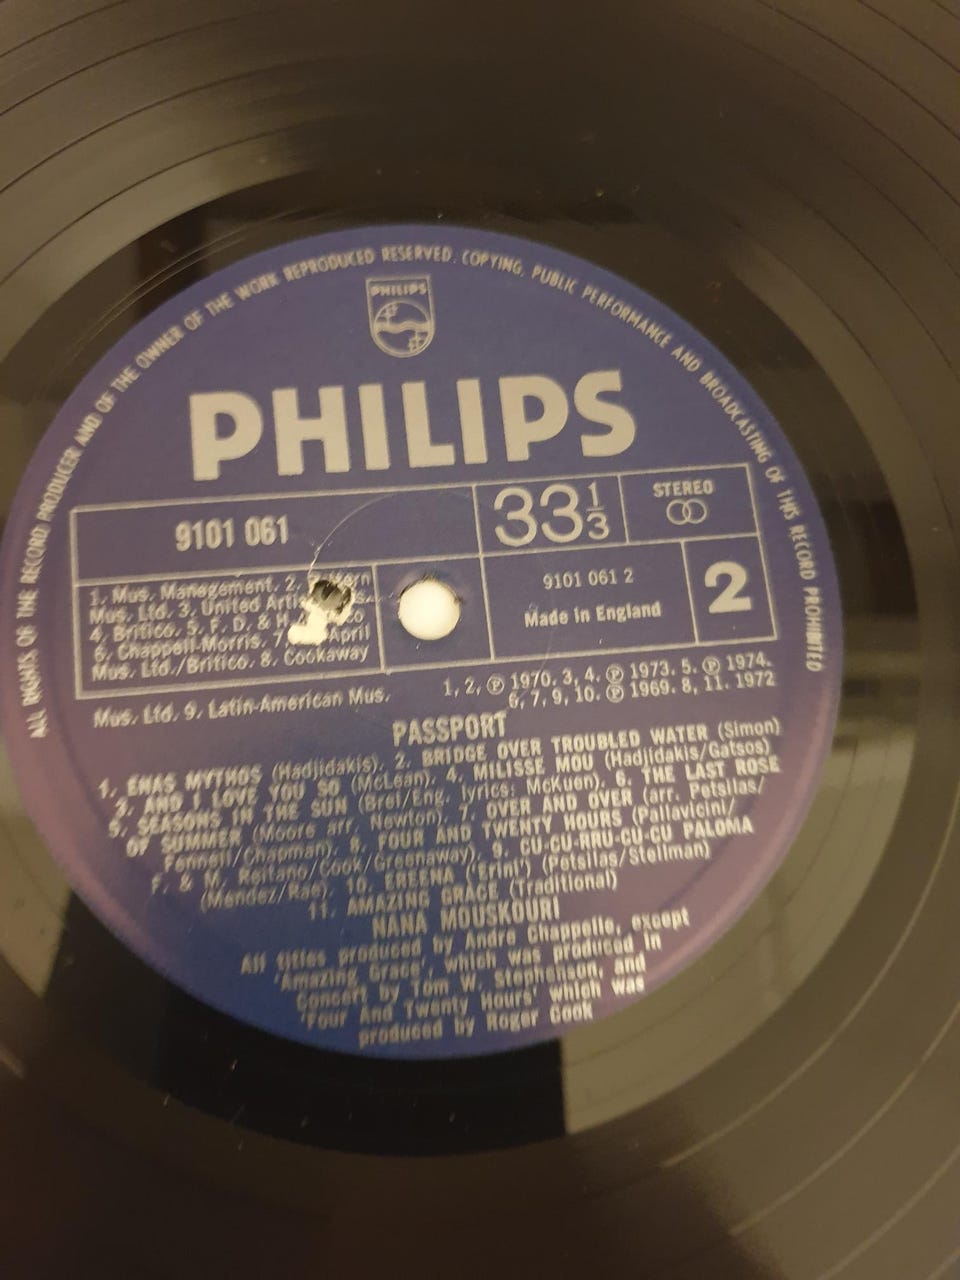 ALL RIGHTS OF THE RECORD PRODUCER AND OF THE OWNER OF THE WORK REPRODUCED RESERVED. COPYING, PUBLIC PERFORMANCE AND BROADCASTING OF THIS RECORD PROHIBITED
PHILIPS
PHILIPS
9101 061
33 1/3
STEREO
1. Mus. Management. 2.
Mus. Ltd. 3. United
4. Britico. 5. F. D. & H.
6. Chappell-Morris. 7. April
Mus. Ltd./Britico. 8. Cookaway
Mus. Ltd. 9. Latin-American Mus.
9101 061 2
Made in England
2
1, 2, ℗ 1970. 3, 4. ℗ 1973. 5. ℗ 1974.
6, 7, 9, 10. ℗ 1969. 8, 11. 1972
PASSPORT
1. ENAS MYTHOS (Hadjidakis). 2. BRIDGE OVER TROUBLED WATER (Simon)
3. AND I LOVE YOU SO (McLean). 4. MILISSE MOU (Hadjidakis/Gatsos)
5. SEASONS IN THE SUN (Brel/Eng. lyrics: McKuen). 6. THE LAST ROSE
OF SUMMER (Moore arr. Newton). 7. OVER AND OVER (arr. Petsilas/
Fennell/Chapman). 8. FOUR AND TWENTY HOURS (Pallavicini/
F. & M. Reitano/Cook/Greenaway). 9. CU-CU-RRU-CU-CU PALOMA
(Mendez/Rae). 10. EREENA ('Erini') (Petsilas/Stellman)
11. AMAZING GRACE (Traditional)
NANA MOUSKOURI
All titles produced by André Chappelle, except
'Amazing Grace', which was produced in
Concert by Tom W. Stephenson, and
'Four And Twenty Hours' which was
produced by Roger Cook